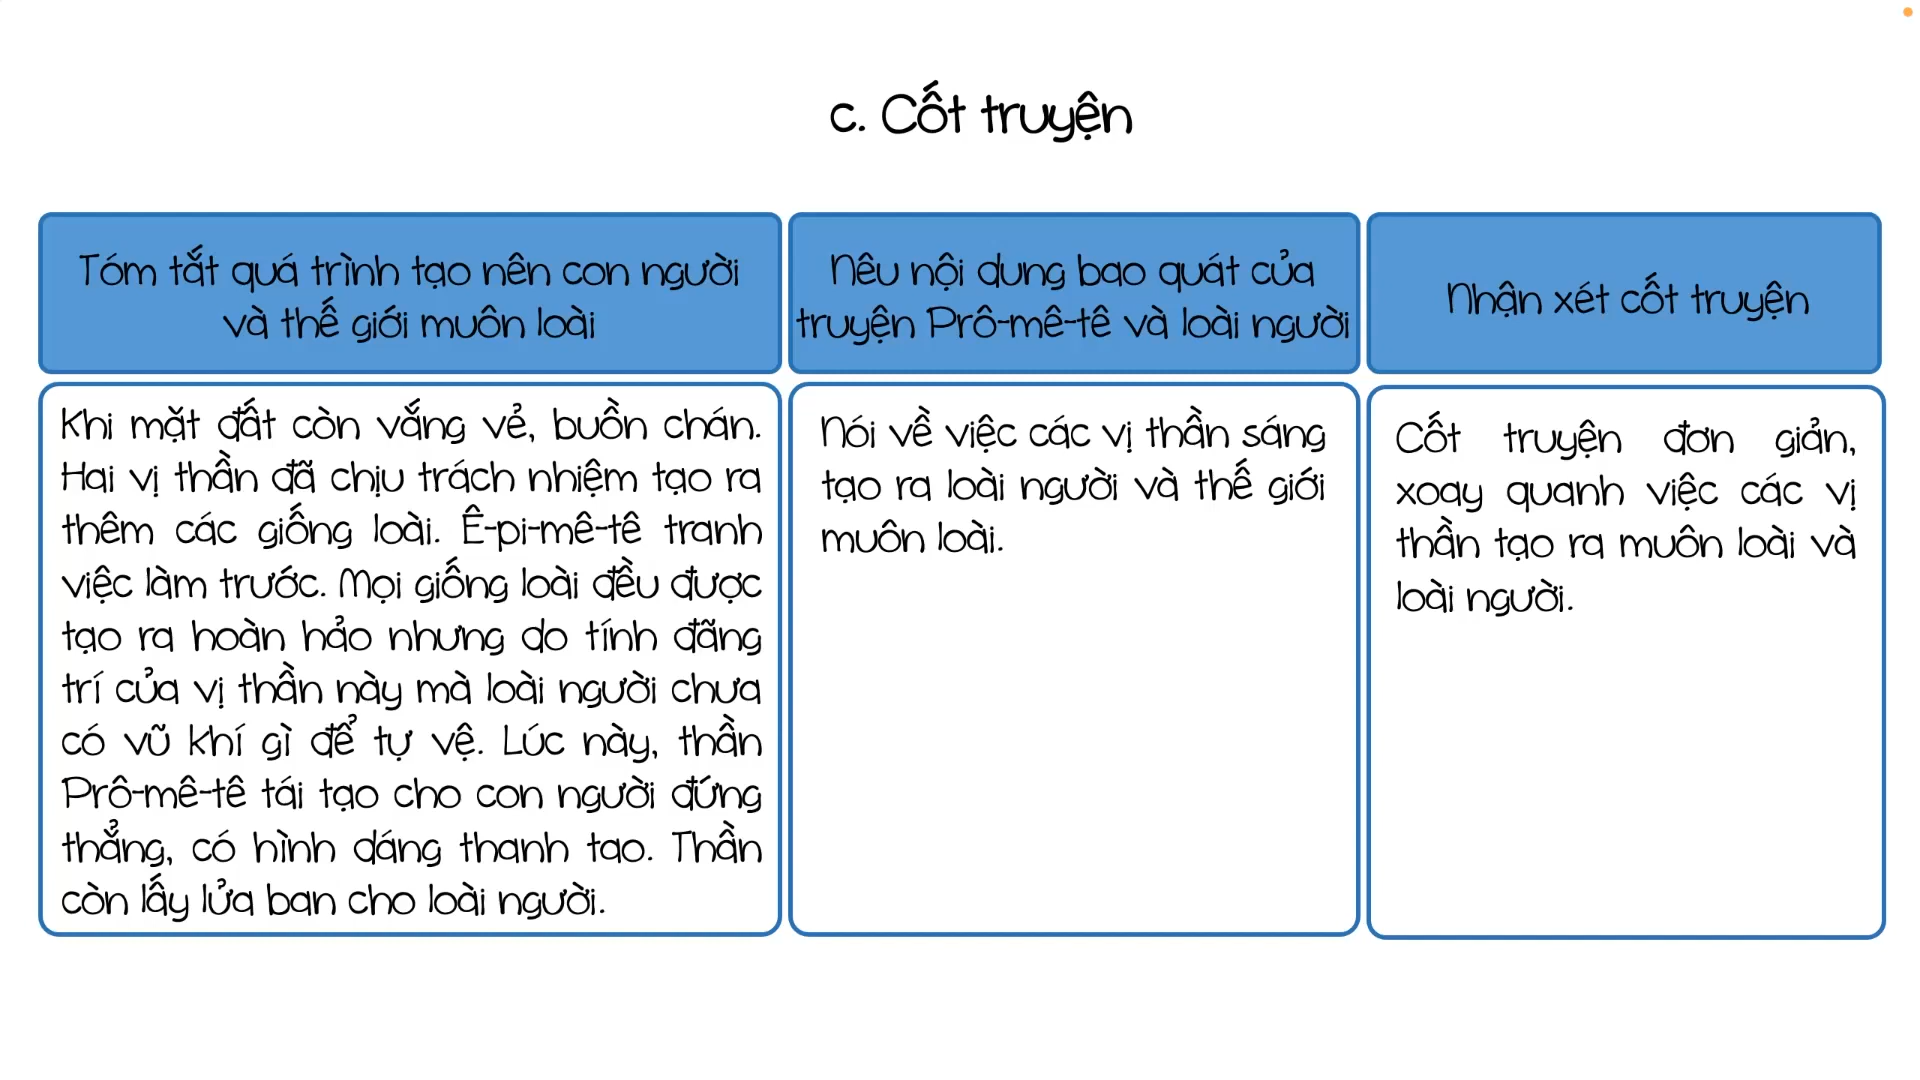 c. Cốt truyện
Tóm tắt quá trình tạo nên con người
và thế giới muôn loài
Khi mặt đất còn vắng vẻ, buồn chán.
Hai vị thần đã chịu trách nhiệm tạo ra
thêm các giống loài. Ê-pi-mê-tê tranh
việc làm trước. Mọi giống loài đều được
tạo ra hoàn hảo nhưng do tính đãng
trí của vị thần này mà loài người chưa
có vũ khí gì để tự vệ. Lúc này, thần
Prô-mê-tê tái tạo cho con người đứng
thẳng, có hình dáng thanh tao. Thần
còn lấy lửa ban cho loài người.
Nêu nội dung bao quát của
truyện Prô-mê-tê và loài người
Nói về việc các vị thần sáng
tạo ra loài người và thế giới
muôn loài.
Nhận xét cốt truyện
Cốt truyện đơn giản,
xoay quanh việc các vị
thần tạo ra muôn loài và
loài người.